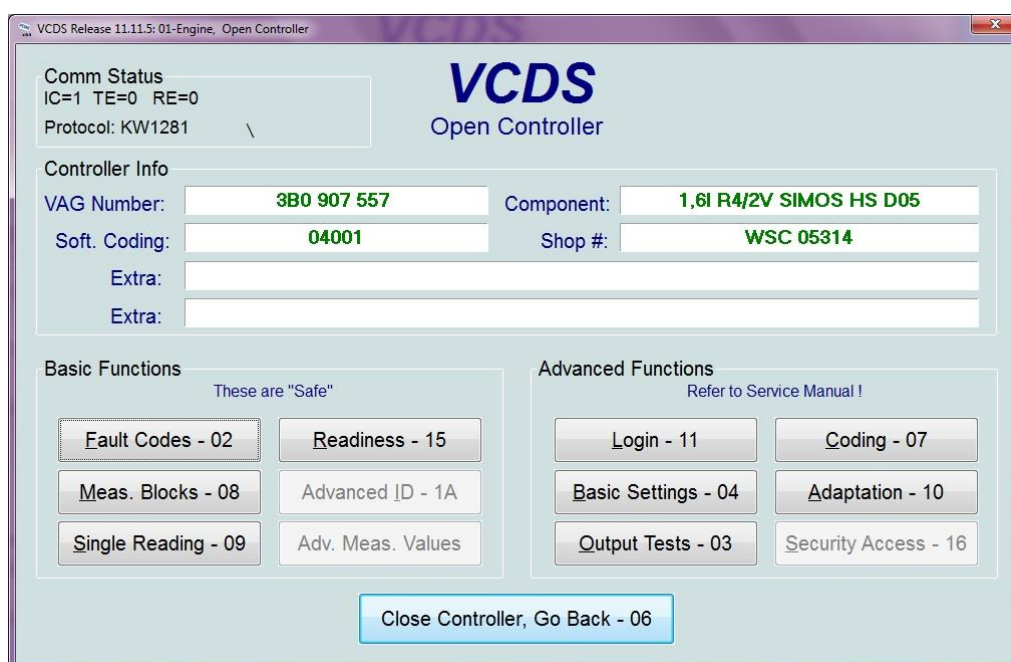 VCDS Release 11.11.5: 01-Engine, Open Controller
VCDS
Comm Status
IC=1 TE=0 RE=0
Protocol: KW1281 \
VCDS
Open Controller
Controller Info
VAG Number: 3B0 907 557 Component: 1,6l R4/2V SIMOS HS D05
Soft. Coding: 04001 Shop #: WSC 05314
Extra:
Extra:
Basic Functions
These are "Safe"
Fault Codes - 02 Readiness - 15
Meas. Blocks - 08 Advanced ID - 1A
Single Reading - 09 Adv. Meas. Values
Advanced Functions
Refer to Service Manual !
Login - 11 Coding - 07
Basic Settings - 04 Adaptation - 10
Output Tests - 03 Security Access - 16
Close Controller, Go Back - 06